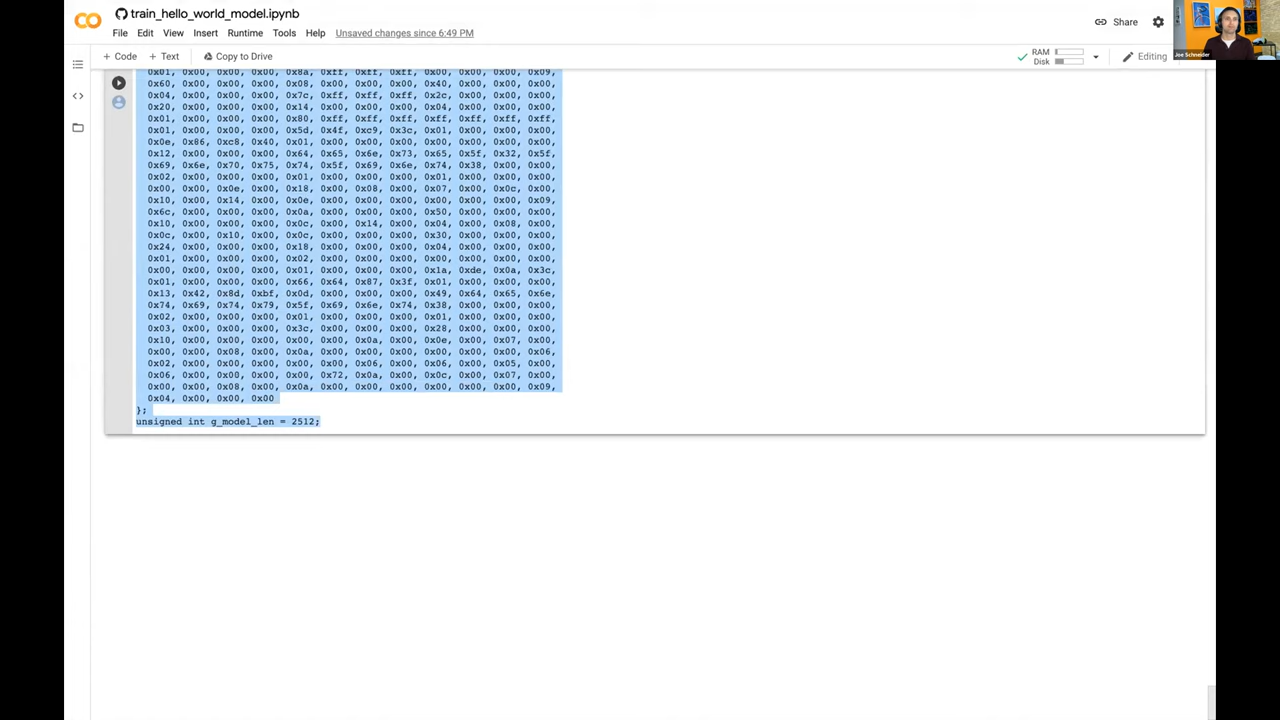 train_hello_world_model.ipynb
File Edit View Insert Runtime Tools Help Unsaved changes since 6:49 PM
Share
Joe Schneider
+ Code + Text Copy to Drive
RAM
Disk
Editing
0x01, 0x00, 0x00, 0x00, 0x8a, 0xff, 0xff, 0xff, 0x00, 0x00, 0x00, 0x09,
0x60, 0x00, 0x00, 0x00, 0x08, 0x00, 0x00, 0x00, 0x40, 0x00, 0x00, 0x00,
0x04, 0x00, 0x00, 0x00, 0x7c, 0xff, 0xff, 0xff, 0x2c, 0x00, 0x00, 0x00,
0x20, 0x00, 0x00, 0x00, 0x14, 0x00, 0x00, 0x00, 0x04, 0x00, 0x00, 0x00,
0x01, 0x00, 0x00, 0x00, 0x80, 0xff, 0xff, 0xff, 0xff, 0xff, 0xff, 0xff,
0x01, 0x00, 0x00, 0x00, 0x5d, 0x4f, 0xc9, 0x3c, 0x01, 0x00, 0x00, 0x00,
0x0e, 0x86, 0xc8, 0x40, 0x01, 0x00, 0x00, 0x00, 0x00, 0x00, 0x00, 0x00,
0x12, 0x00, 0x00, 0x00, 0x64, 0x65, 0x6e, 0x73, 0x65, 0x5f, 0x32, 0x5f,
0x69, 0x6e, 0x70, 0x75, 0x74, 0x5f, 0x69, 0x6e, 0x74, 0x38, 0x00, 0x00,
0x02, 0x00, 0x00, 0x00, 0x01, 0x00, 0x00, 0x00, 0x01, 0x00, 0x00, 0x00,
0x00, 0x00, 0x0e, 0x00, 0x18, 0x00, 0x08, 0x00, 0x07, 0x00, 0x0c, 0x00,
0x10, 0x00, 0x14, 0x00, 0x0e, 0x00, 0x00, 0x00, 0x00, 0x00, 0x00, 0x09,
0x6c, 0x00, 0x00, 0x00, 0x0a, 0x00, 0x00, 0x00, 0x50, 0x00, 0x00, 0x00,
0x10, 0x00, 0x00, 0x00, 0x0c, 0x00, 0x14, 0x00, 0x04, 0x00, 0x08, 0x00,
0x0c, 0x00, 0x10, 0x00, 0x0c, 0x00, 0x00, 0x00, 0x30, 0x00, 0x00, 0x00,
0x24, 0x00, 0x00, 0x00, 0x18, 0x00, 0x00, 0x00, 0x04, 0x00, 0x00, 0x00,
0x01, 0x00, 0x00, 0x00, 0x02, 0x00, 0x00, 0x00, 0x00, 0x00, 0x00, 0x00,
0x00, 0x00, 0x00, 0x00, 0x01, 0x00, 0x00, 0x00, 0x1a, 0xde, 0x0a, 0x3c,
0x01, 0x00, 0x00, 0x00, 0x66, 0x64, 0x87, 0x3f, 0x01, 0x00, 0x00, 0x00,
0x13, 0x42, 0x8d, 0xbf, 0x0d, 0x00, 0x00, 0x00, 0x49, 0x64, 0x65, 0x6e,
0x74, 0x69, 0x74, 0x79, 0x5f, 0x69, 0x6e, 0x74, 0x38, 0x00, 0x00, 0x00,
0x02, 0x00, 0x00, 0x00, 0x01, 0x00, 0x00, 0x00, 0x01, 0x00, 0x00, 0x00,
0x03, 0x00, 0x00, 0x00, 0x3c, 0x00, 0x00, 0x00, 0x28, 0x00, 0x00, 0x00,
0x10, 0x00, 0x00, 0x00, 0x00, 0x00, 0x0a, 0x00, 0x0e, 0x00, 0x07, 0x00,
0x00, 0x00, 0x08, 0x00, 0x0a, 0x00, 0x00, 0x00, 0x00, 0x00, 0x00, 0x06,
0x02, 0x00, 0x00, 0x00, 0x00, 0x00, 0x06, 0x00, 0x06, 0x00, 0x05, 0x00,
0x06, 0x00, 0x00, 0x00, 0x00, 0x72, 0x0a, 0x00, 0x0c, 0x00, 0x07, 0x00,
0x00, 0x00, 0x08, 0x00, 0x0a, 0x00, 0x00, 0x00, 0x00, 0x00, 0x00, 0x09,
0x04, 0x00, 0x00, 0x00
};
unsigned int g_model_len = 2512;